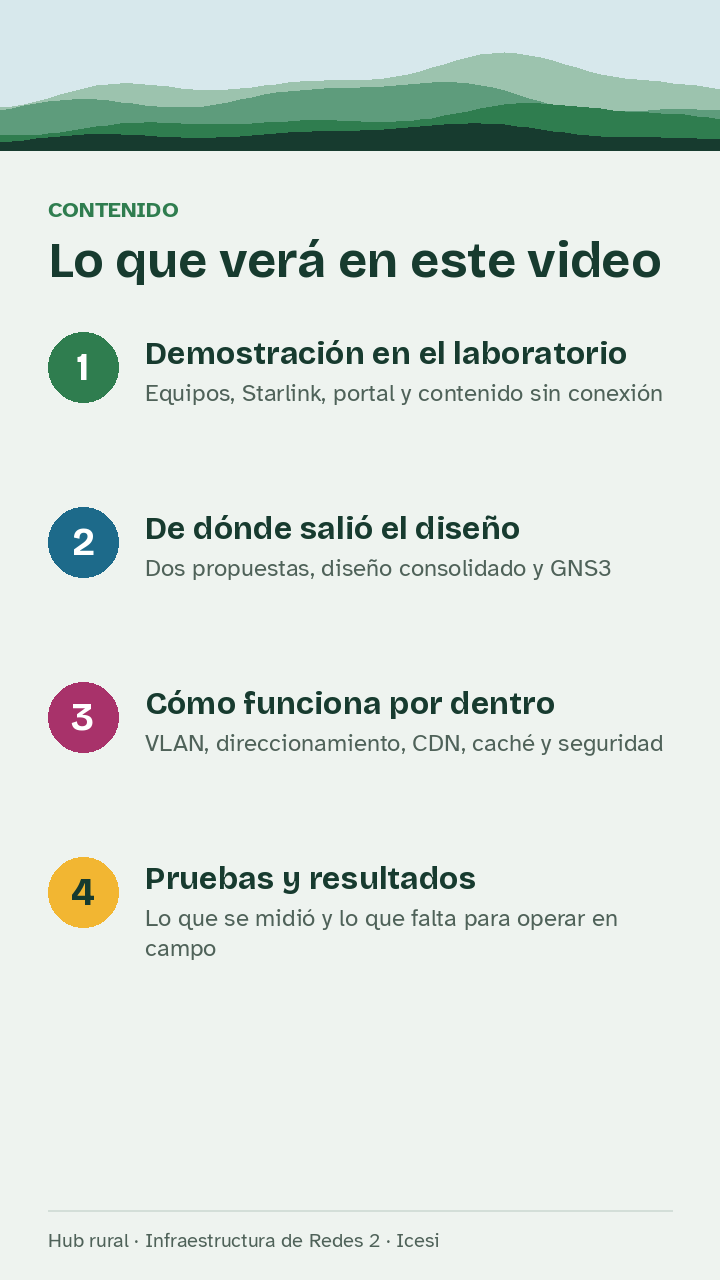 CONTENIDO
Lo que verá en este video
1
Demostración en el laboratorio
Equipos, Starlink, portal y contenido sin conexión
2
De dónde salió el diseño
Dos propuestas, diseño consolidado y GNS3
3
Cómo funciona por dentro
VLAN, direccionamiento, CDN, caché y seguridad
4
Pruebas y resultados
Lo que se midió y lo que falta para operar en
campo
Hub rural · Infraestructura de Redes 2 · Icesi